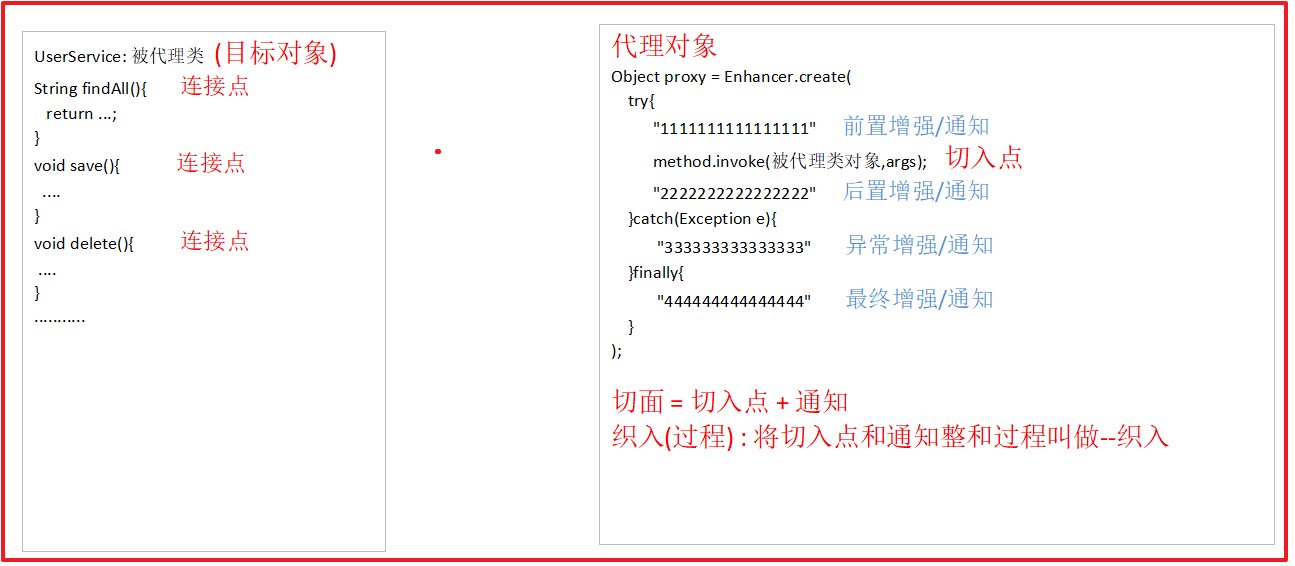 UserService: 被代理类 (目标对象)
String findAll(){ 连接点
return ...;
}
void save(){ 连接点
....
}
void delete(){ 连接点
....
}
...........
代理对象
Object proxy = Enhancer.create(
try{
"1111111111111111" 前置增强/通知
method.invoke(被代理类对象,args); 切入点
"2222222222222222" 后置增强/通知
}catch(Exception e){
"333333333333333" 异常增强/通知
}finally{
"444444444444444" 最终增强/通知
}
);
切面 = 切入点 + 通知
织入(过程) : 将切入点和通知整和过程叫做--织入